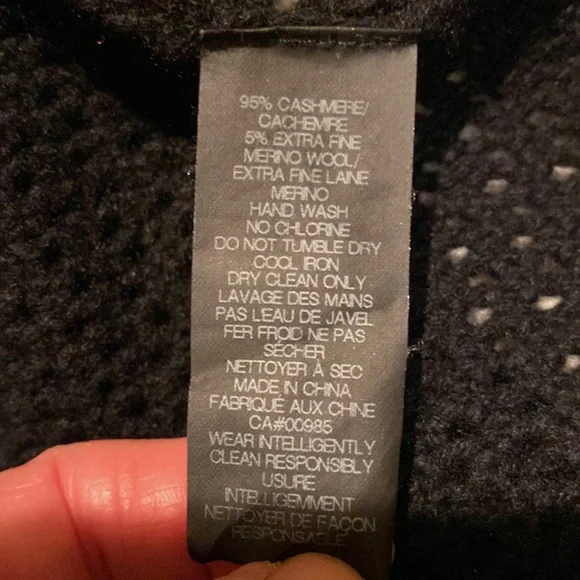 95% CASHMERE/
CACHEMIRE
5% EXTRA FINE
MERINO WOOL/
EXTRA FINE LAINE
MERINO
HAND WASH
NO CHLORINE
DO NOT TUMBLE DRY
COOL IRON
DRY CLEAN ONLY
LAVAGE DES MAINS
PAS L'EAU DE JAVEL
FER FROID NE PAS
SÉCHER
NETTOYER À SEC
MADE IN CHINA
FABRIQUÉ AUX CHINE
CA#00985
WEAR INTELLIGENTLY
CLEAN RESPONSIBLY
USURE
INTELLIGEMMENT
NETTOYER DE FAÇON
RESPONSABLE